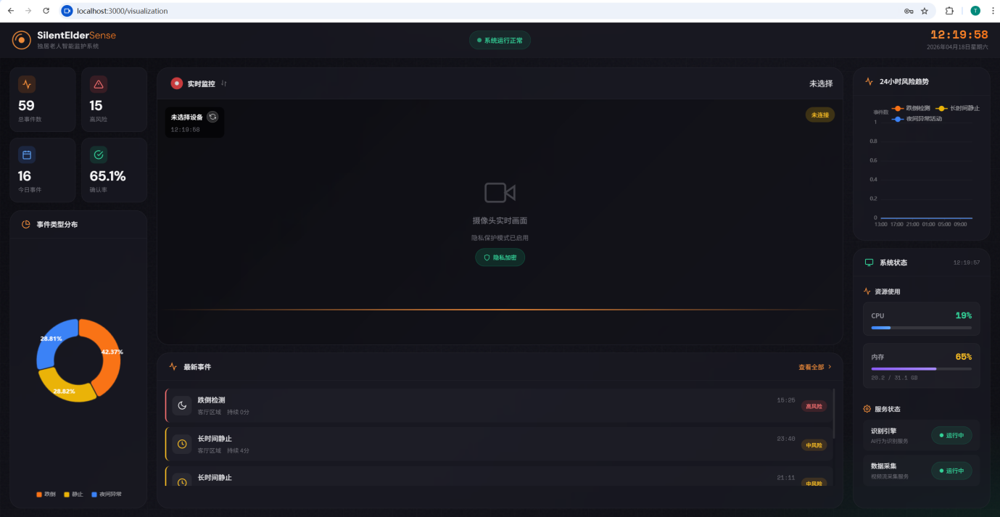 localhost:3000/visualization
T
SilentElderSense
独居老人智能监护系统
系统运行正常
12:19:58
2026年04月18日星期六
59
总事件数
15
高风险
16
今日事件
65.1%
确认率
事件类型分布
28.81%
42.37%
28.82%
跌倒 静止 夜间异常
实时监控
未选择
未选择设备
12:19:58
未连接
摄像头实时画面
隐私保护模式已启用
隐私加密
最新事件
查看全部
跌倒检测
客厅区域 持续 0分
15:25
高风险
长时间静止
客厅区域 持续 4分
23:40
中风险
长时间静止
21:11
中风险
24小时风险趋势
事件数
跌倒检测 长时间静止
夜间异常活动
1
0.8
0.6
0.4
0.2
0
13:00 17:00 21:00 01:00 05:00 09:00
系统状态
12:19:57
资源使用
CPU
19%
内存
65%
20.2 / 31.1 GB
服务状态
识别引擎
AI行为识别服务
运行中
数据采集
视频流采集服务
运行中